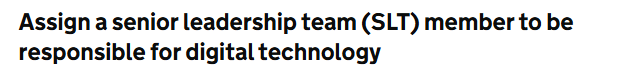 Assign a senior leadership team (SLT) member to be
responsible for digital technology